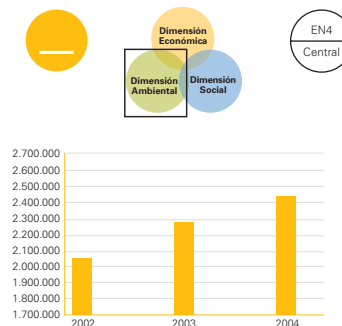 Dimensión
Económica
Dimensión
Ambiental
Dimensión
Social
EN4
Central
2.700.000
2.600.000
2.500.000
2.400.000
2.300.000
2.200.000
2.100.000
2.000.000
1.900.000
1.800.000
1.700.000
2002
2003
2004